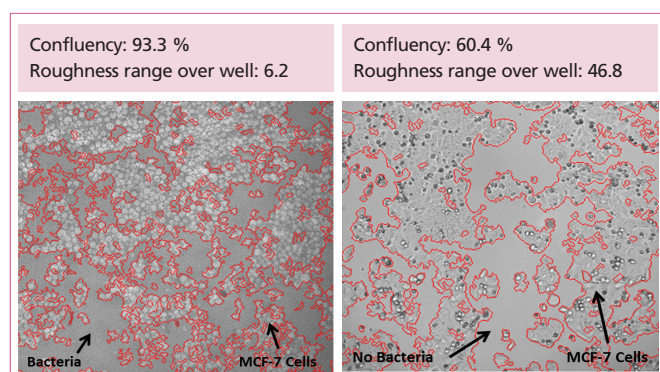 Confluency: 93.3 %
Roughness range over well: 6.2
Confluency: 60.4 %
Roughness range over well: 46.8
Bacteria
MCF-7 Cells
No Bacteria
MCF-7 Cells